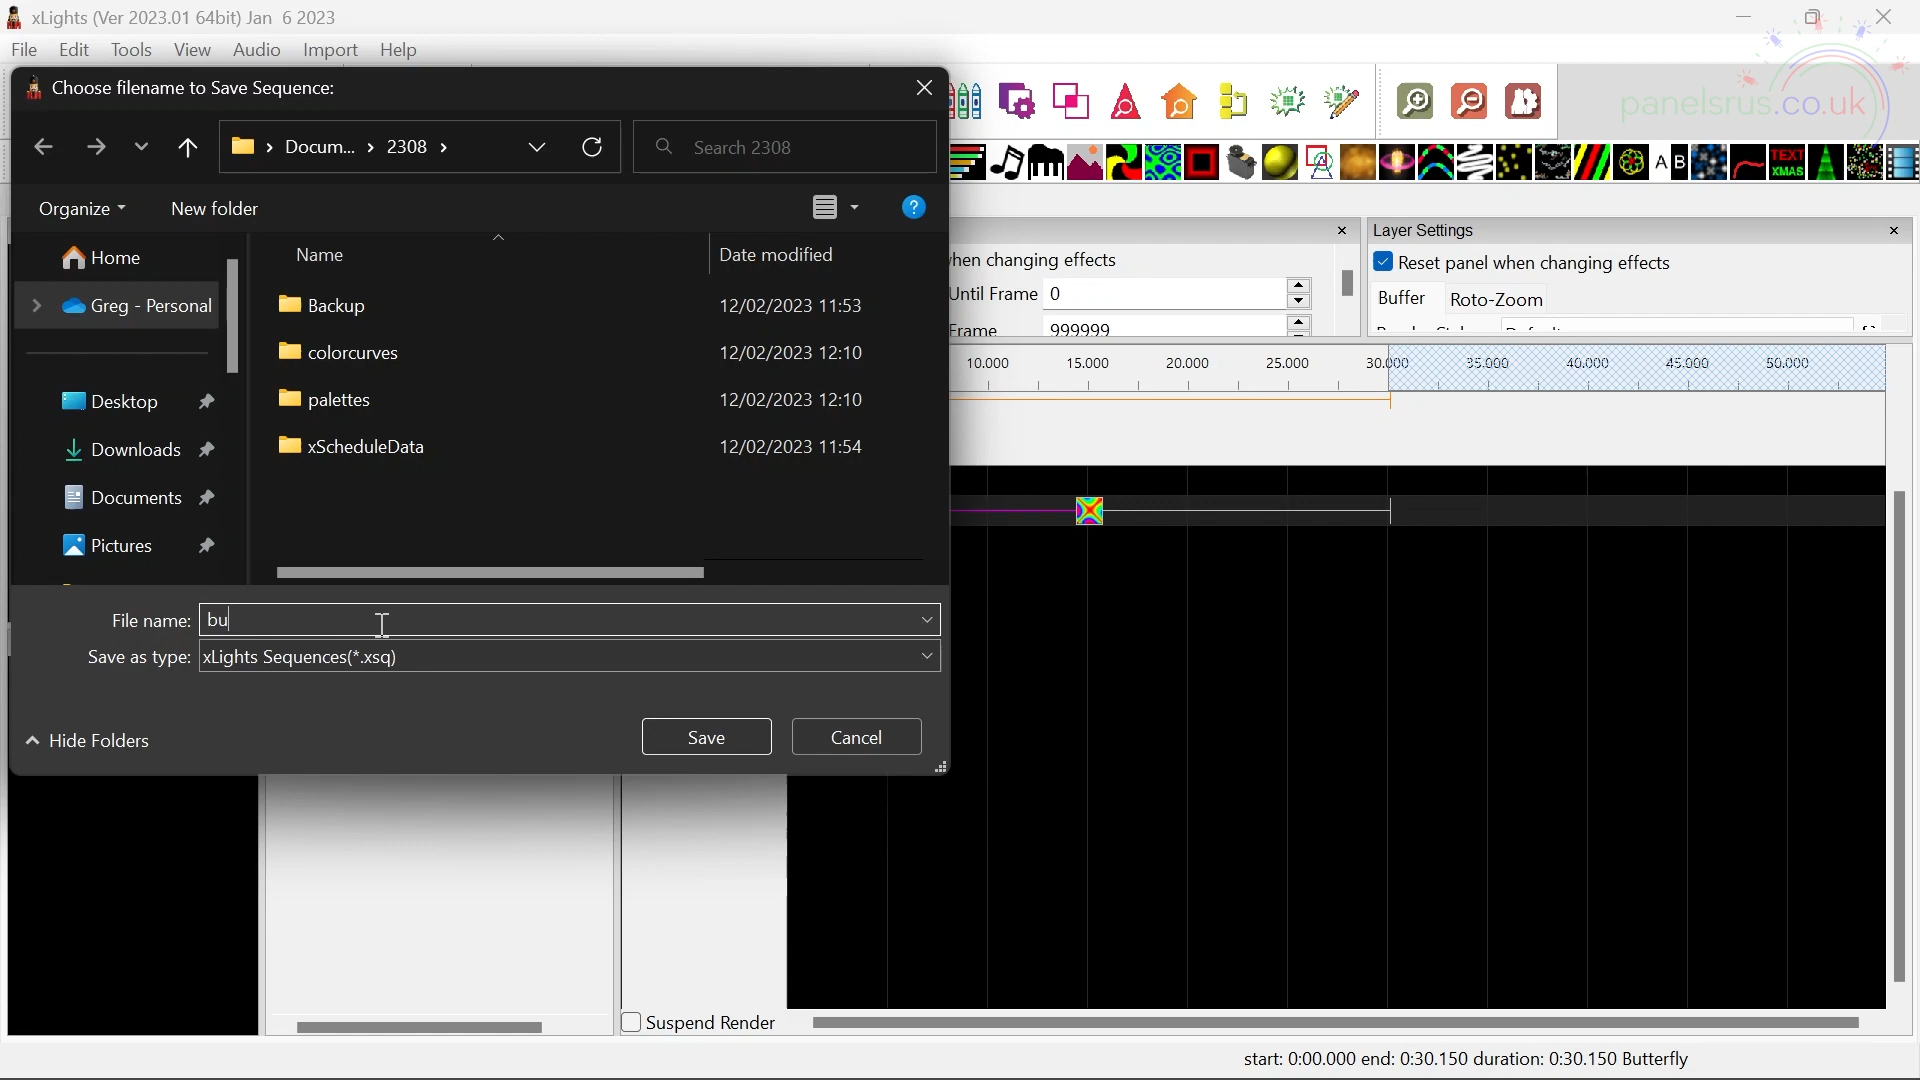 xLights (Ver 2023.01 64bit) Jan 6 2023
File Edit Tools View Audio Import Help
Choose filename to Save Sequence:
panelsrus.co.uk
Docum... › 2308 ›
Search 2308
A B
TEXT
XMAS
Organize
New folder
Layer Settings
Home
Name
Date modified
hen changing effects
Reset panel when changing effects
Until Frame 0
Buffer
Roto-Zoom
Greg - Personal
Backup 12/02/2023 11:53
Frame 999999
colorcurves 12/02/2023 12:10
10.000 15.000 20.000 25.000 30.000 35.000 40.000 45.000 50.000
Desktop
palettes 12/02/2023 12:10
Downloads
xScheduleData 12/02/2023 11:54
Documents
Pictures
File name: bu
Save as type: xLights Sequences(*.xsq)
Hide Folders
Save
Cancel
Suspend Render
start: 0:00.000 end: 0:30.150 duration: 0:30.150 Butterfly